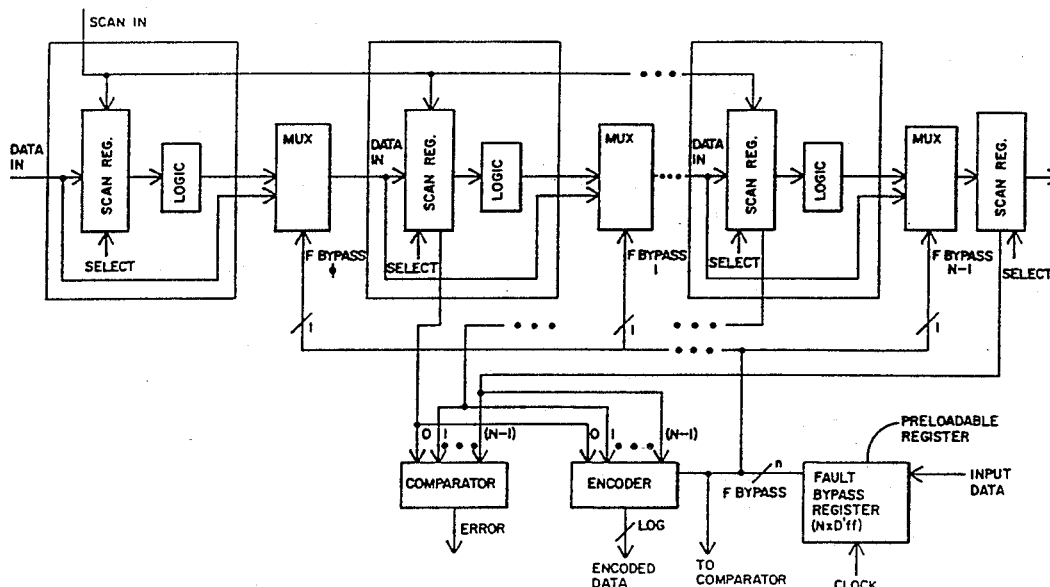 SCAN IN
DATA
IN
SCAN REG.
LOGIC
SELECT
MUX
F BYPASS
ϕ
1
DATA
IN
SCAN REG.
LOGIC
SELECT
MUX
F BYPASS
1
1
DATA
IN
SCAN REG.
LOGIC
SELECT
MUX
F BYPASS
N-1
1
SCAN REG.
SELECT
0 1 (N-1)
COMPARATOR
ERROR
0 1 (N-1)
ENCODER
LOG
ENCODED
DATA
F BYPASS
n
TO
COMPARATOR
PRELOADABLE
REGISTER
FAULT
BYPASS
REGISTER
(NxD'ff)
INPUT
DATA
CLOCK